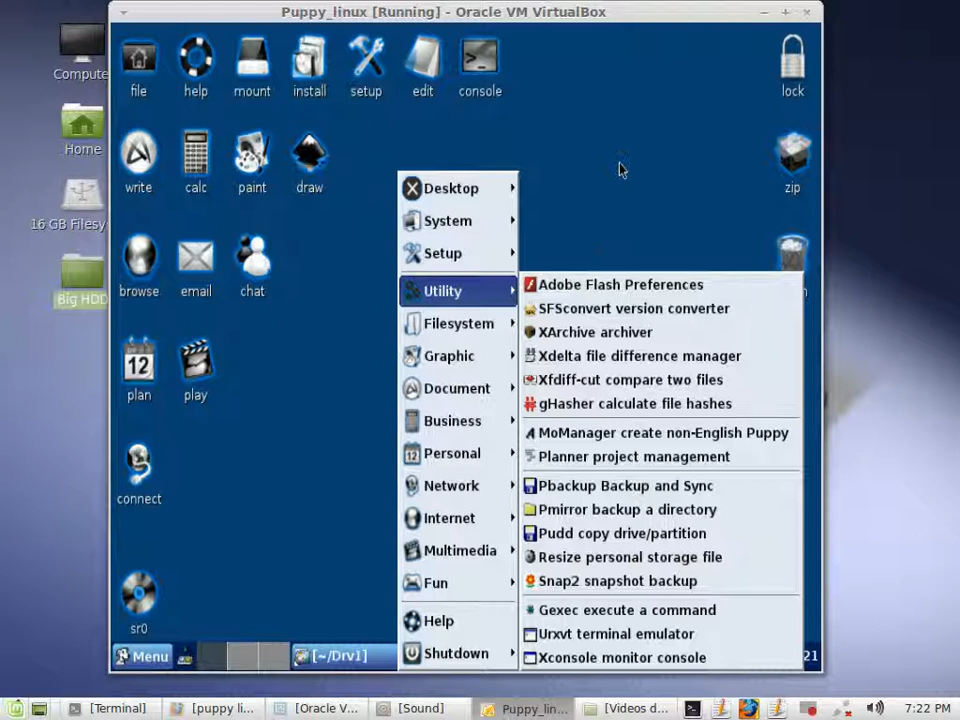 Puppy_linux [Running] - Oracle VM VirtualBox
Compute
Home
16 GB Filesy
Big HDD
file
help
mount
install
setup
edit
console
lock
write
calc
paint
draw
zip
browse
email
chat
plan
12
play
connect
sr0
Desktop
System
Setup
Utility
Filesystem
Graphic
Document
Business
Personal
Network
Internet
Multimedia
Fun
Help
Shutdown
Adobe Flash Preferences
SFSconvert version converter
XArchive archiver
Xdelta file difference manager
Xfdiff-cut compare two files
gHasher calculate file hashes
MoManager create non-English Puppy
Planner project management
Pbackup Backup and Sync
Pmirror backup a directory
Pudd copy drive/partition
Resize personal storage file
Snap2 snapshot backup
Gexec execute a command
Urxvt terminal emulator
Xconsole monitor console
Menu
[~/Drv1]
21
[Terminal]
[puppy li...
[Oracle V...
[Sound]
Puppy_lin...
[Videos d...
7:22 PM